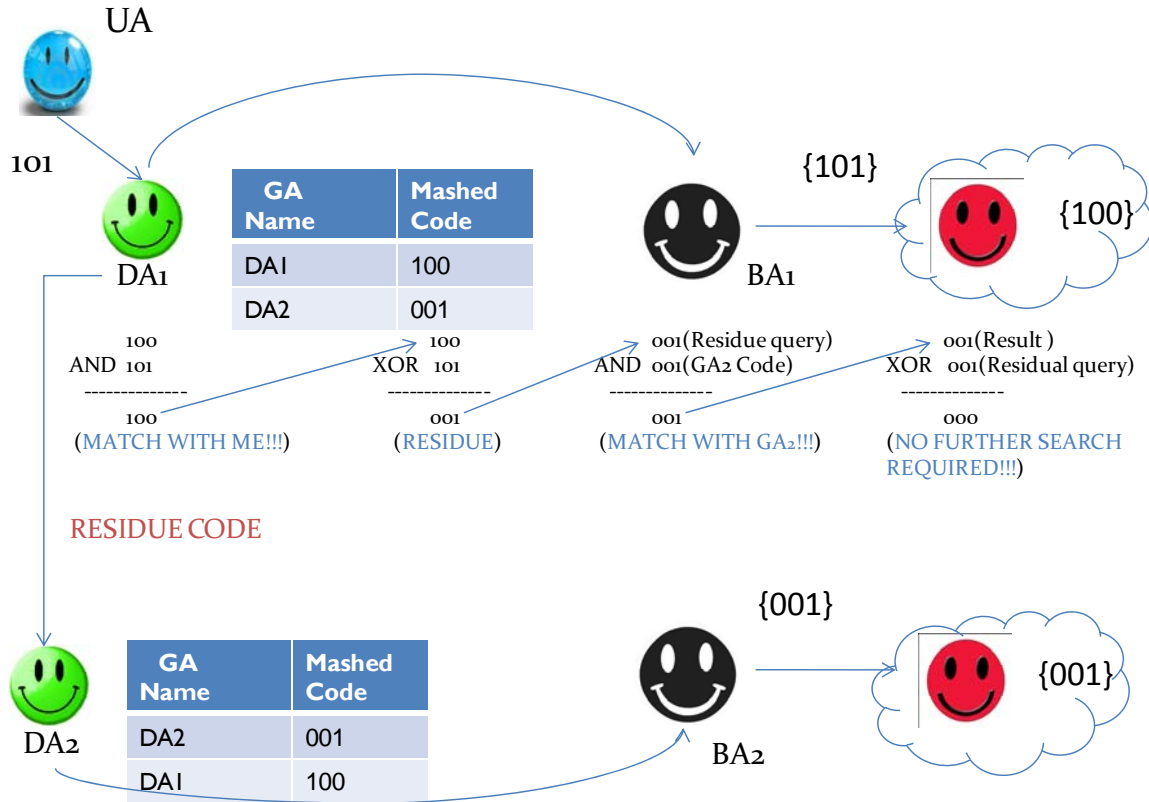 UA
101
{101}
{100}
GA Name	Mashed Code
DA1	100
DA2	001
DA1
BA1
100
AND 101
--------------
100
(MATCH WITH ME!!!)
100
XOR 101
--------------
001
(RESIDUE)
001(Residue query)
AND 001(GA2 Code)
--------------
001
(MATCH WITH GA2!!!)
001(Result )
XOR 001(Residual query)
--------------
000
(NO FURTHER SEARCH
REQUIRED!!!)
RESIDUE CODE
{001}
{001}
GA Name	Mashed Code
DA2	001
DA1	100
DA2
BA2